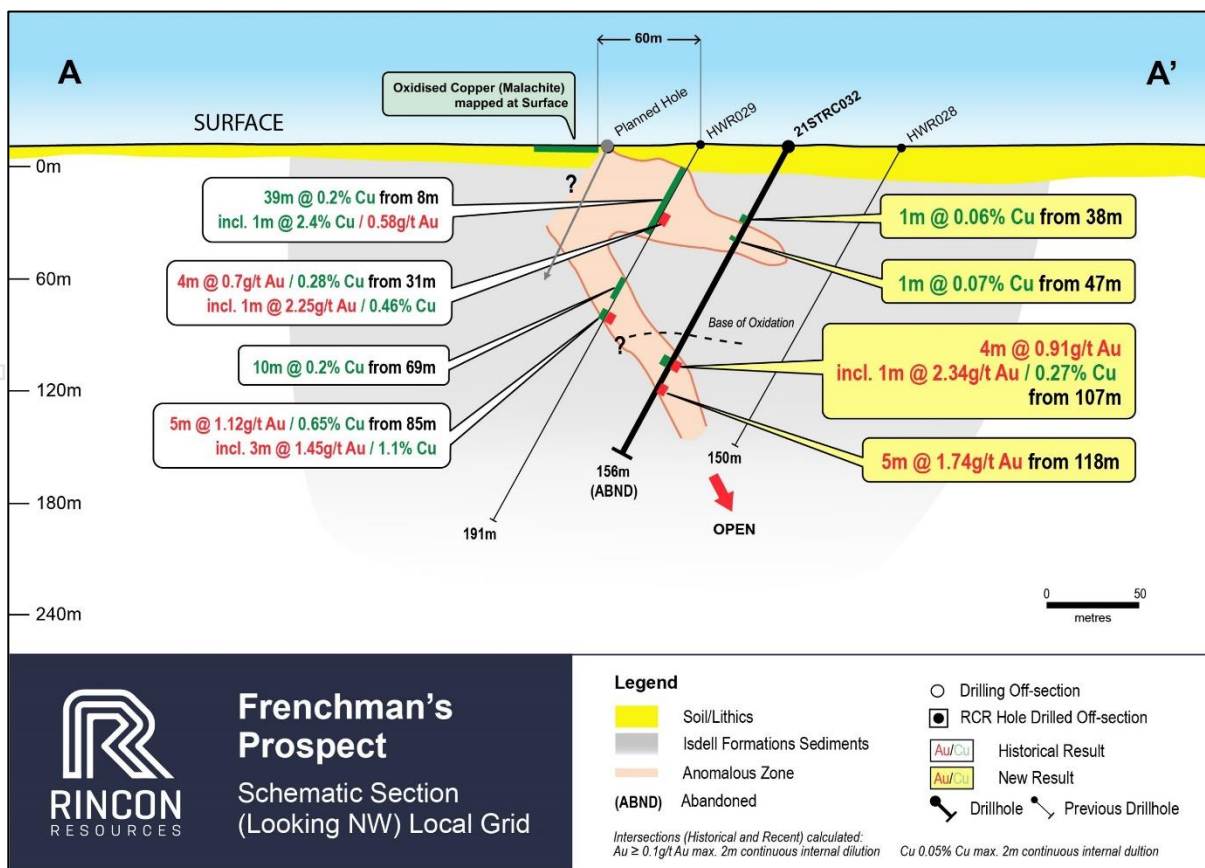 60m
A
A'
Oxidised Copper (Malachite)
mapped at Surface
Planned Hole
HWR029
21STRC032
HWR028
SURFACE
0m
60m
120m
180m
240m
?
39m @ 0.2% Cu from 8m
incl. 1m @ 2.4% Cu / 0.58g/t Au
4m @ 0.7g/t Au / 0.28% Cu from 31m
incl. 1m @ 2.25g/t Au / 0.46% Cu
10m @ 0.2% Cu from 69m
5m @ 1.12g/t Au / 0.65% Cu from 85m
incl. 3m @ 1.45g/t Au / 1.1% Cu
1m @ 0.06% Cu from 38m
1m @ 0.07% Cu from 47m
Base of Oxidation
?
4m @ 0.91g/t Au
incl. 1m @ 2.34g/t Au / 0.27% Cu
from 107m
5m @ 1.74g/t Au from 118m
150m
156m
(ABND)
191m
OPEN
0 50
metres
RINCON
RESOURCES
Frenchman's
Prospect
Schematic Section
(Looking NW) Local Grid
Legend
Soil/Lithics
Isdell Formations Sediments
Anomalous Zone
(ABND) Abandoned
Drilling Off-section
RCR Hole Drilled Off-section
Au/Cu Historical Result
Au/Cu New Result
Drillhole Previous Drillhole
Intersections (Historical and Recent) calculated:
Au ≥ 0.1g/t Au max. 2m continuous internal dilution Cu 0.05% Cu max. 2m continuous internal dultion